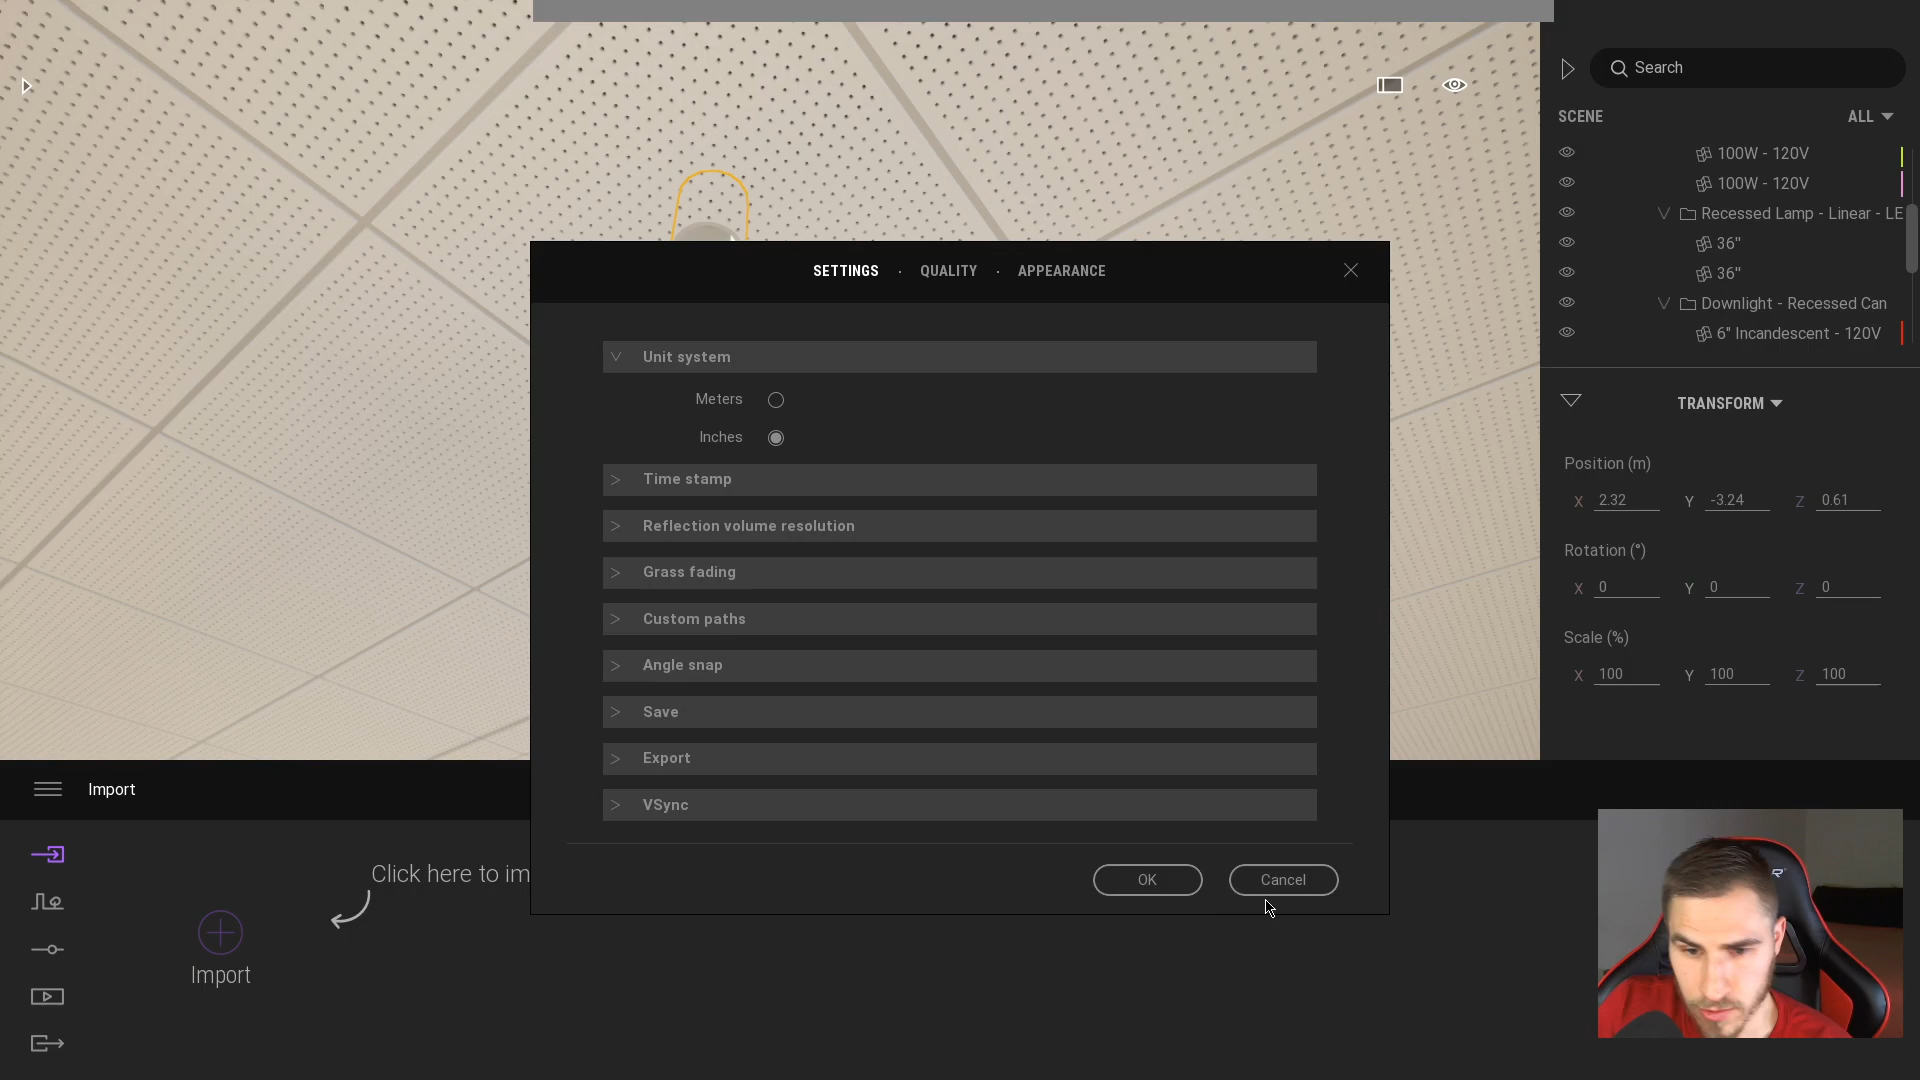 Search
SCENE
ALL
100W - 120V
100W - 120V
Recessed Lamp - Linear - LE
36"
36"
Downlight - Recessed Can
6" Incandescent - 120V
TRANSFORM
Position (m)
X 2.32 Y -3.24 Z 0.61
Rotation (°)
X 0 Y 0 Z 0
Scale (%)
X 100 Y 100 Z 100
SETTINGS · QUALITY · APPEARANCE
Unit system
Meters
Inches
Time stamp
Reflection volume resolution
Grass fading
Custom paths
Angle snap
Save
Export
VSync
OK
Cancel
Import
Click here to im
Import